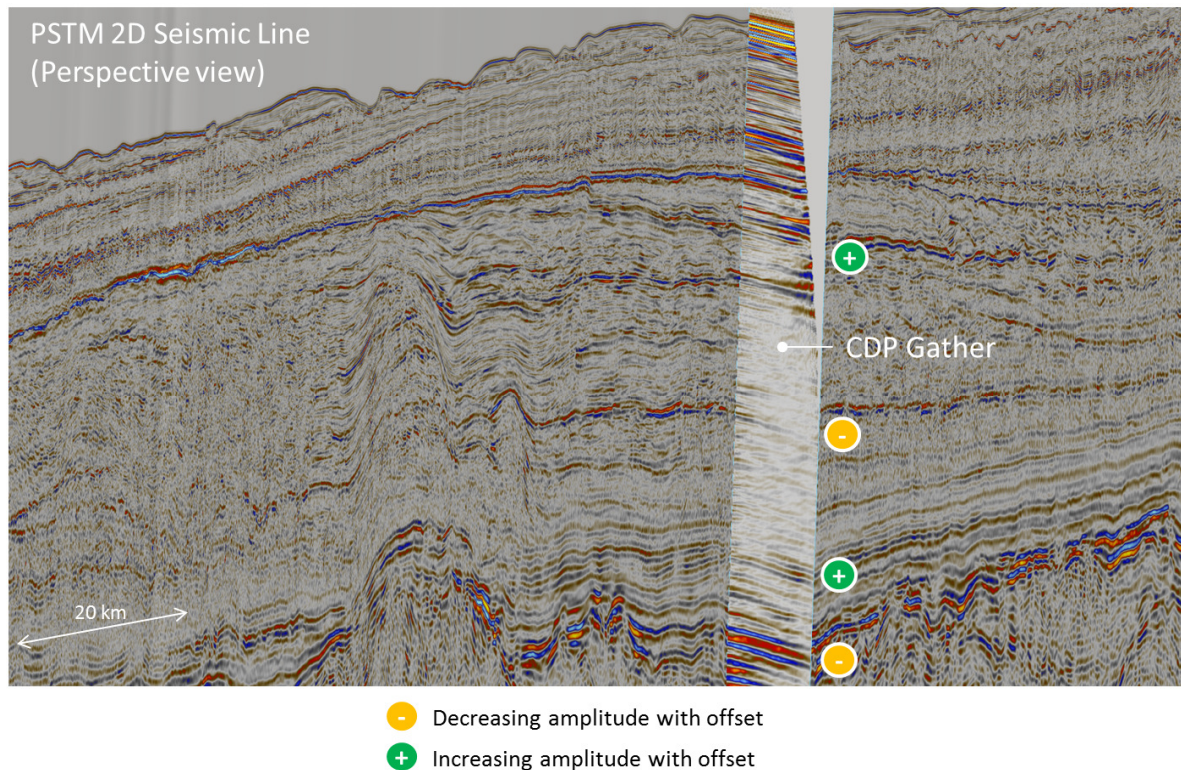 PSTM 2D Seismic Line
(Perspective view)
+
CDP Gather
-
+
20 km
-
- Decreasing amplitude with offset
+ Increasing amplitude with offset